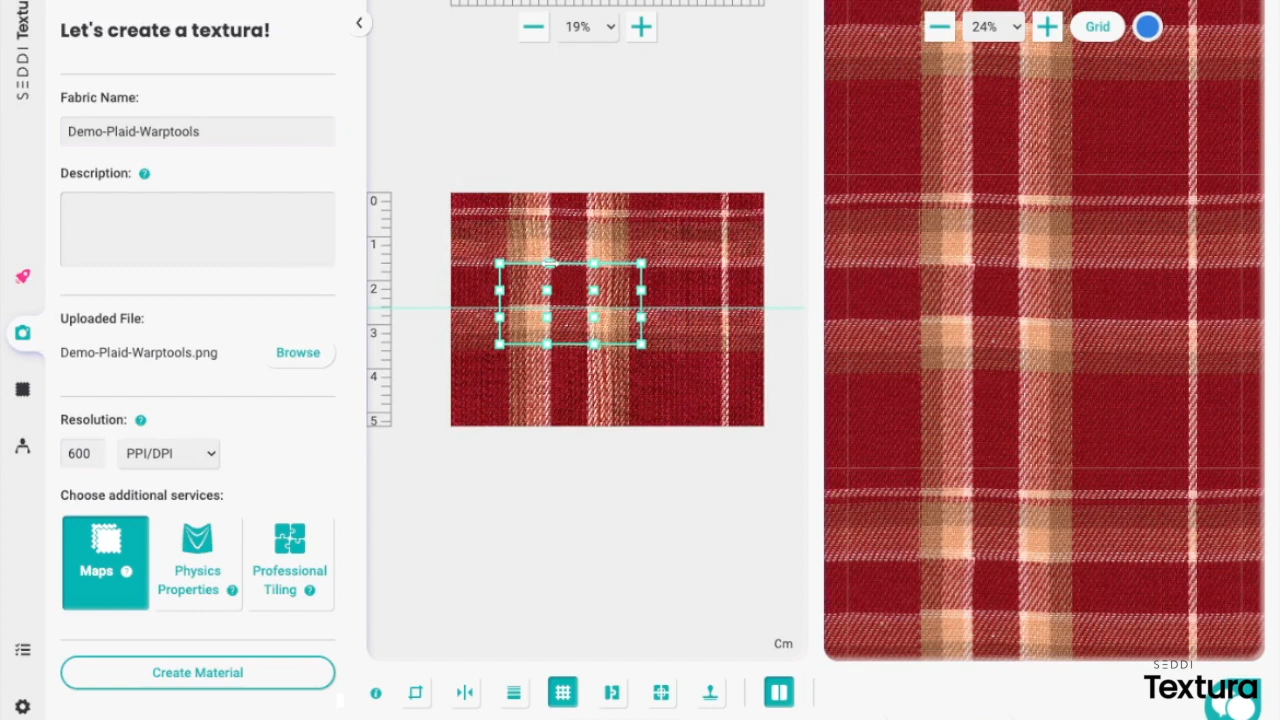 SEDDI Textu
Let's create a textura!
Fabric Name:
Demo-Plaid-Warptools
Description:
Uploaded File:
Demo-Plaid-Warptools.png
Browse
Resolution:
600
PPI/DPI
Choose additional services:
Maps
Physics
Properties
Professional
Tiling
Create Material
19%
0
1
2
3
4
5
Cm
24%
Grid
SEDDI
Textura